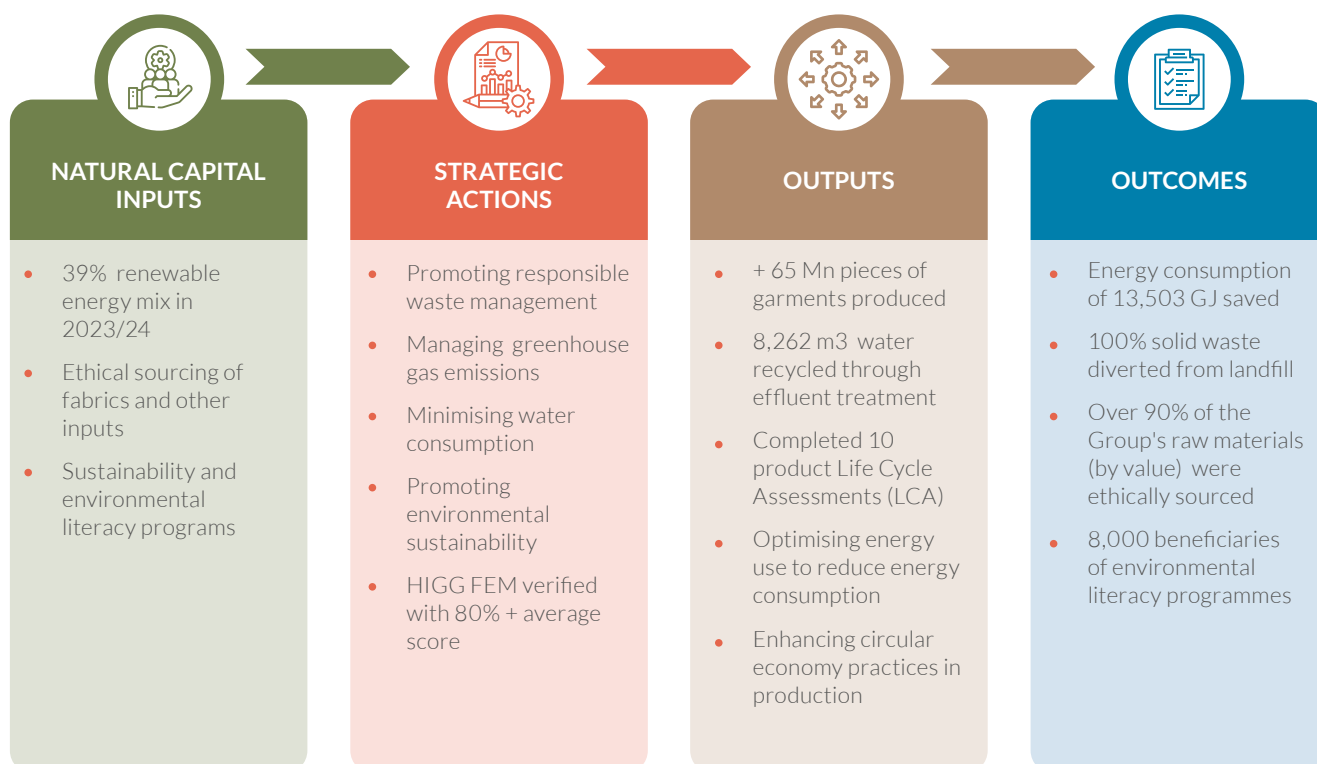 NATURAL CAPITAL
INPUTS
39% renewable
energy mix in
2023/24
Ethical sourcing of
fabrics and other
inputs
Sustainability and
environmental
literacy programs
STRATEGIC
ACTIONS
Promoting responsible
waste management
Managing greenhouse
gas emissions
Minimising water
consumption
Promoting
environmental
sustainability
HIGG FEM verified
with 80% + average
score
OUTPUTS
+ 65 Mn pieces of
garments produced
8,262 m3 water
recycled through
effluent treatment
Completed 10
product Life Cycle
Assessments (LCA)
Optimising energy
use to reduce energy
consumption
Enhancing circular
economy practices in
production
OUTCOMES
Energy consumption
of 13,503 GJ saved
100% solid waste
diverted from landfill
Over 90% of the
Group's raw materials
(by value) were
ethically sourced
8,000 beneficiaries
of environmental
literacy programmes